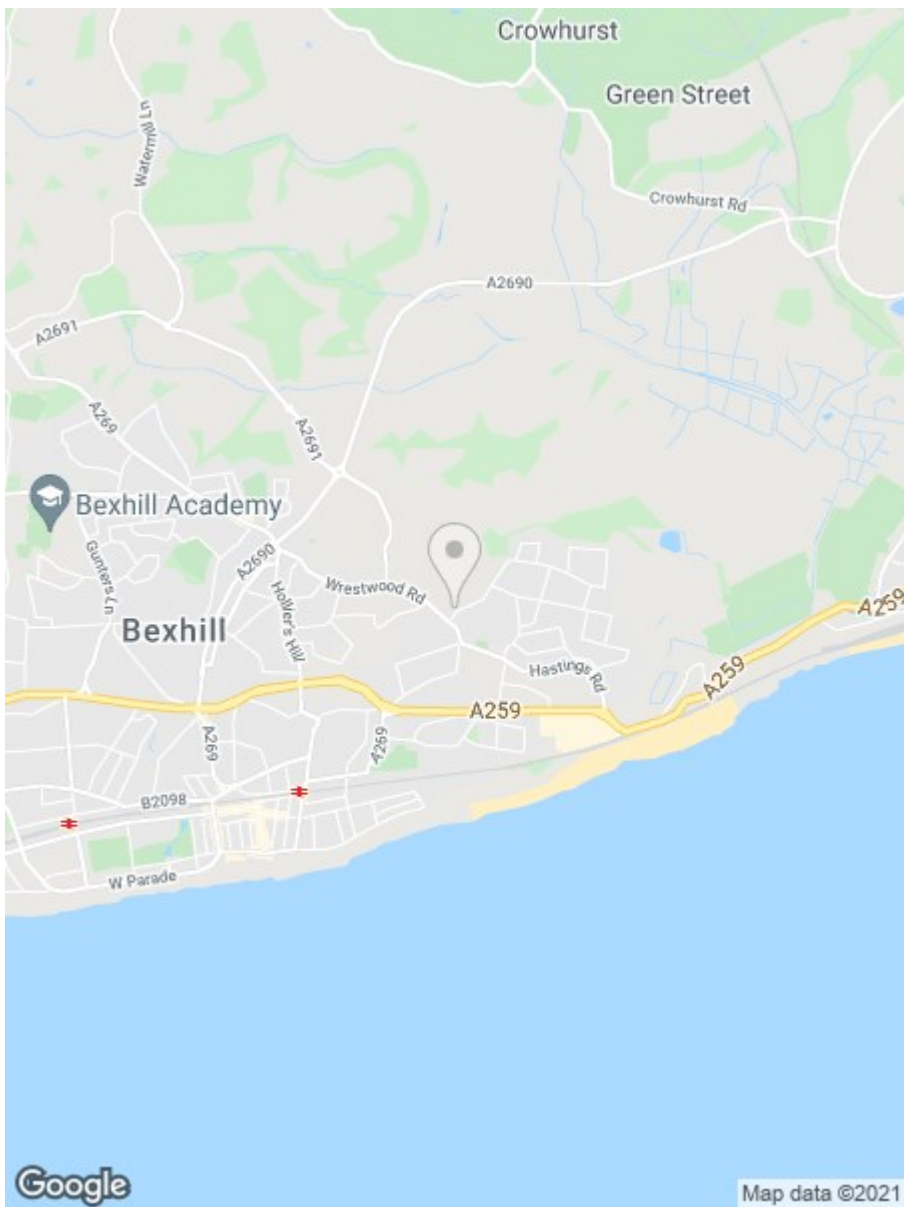 Crowhurst
Green Street
Watermill Ln
Crowhurst Rd
A2690
A2691
A269
A2691
Bexhill Academy
Gunters Ln
A2690
Wrestwood Rd
Holliers Hill
Bexhill
A259
Hastings Rd
A259
A259
A269
A269
B2098
W Parade
Google
Map data ©2021